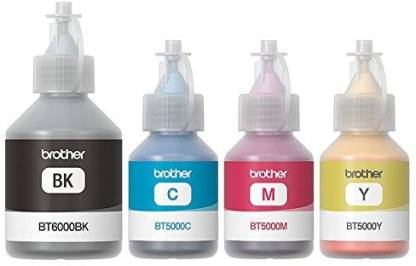 brother
BK
BT6000BK
brother
C
BT5000C
brother
M
BT5000M
brother
Y
BT5000Y